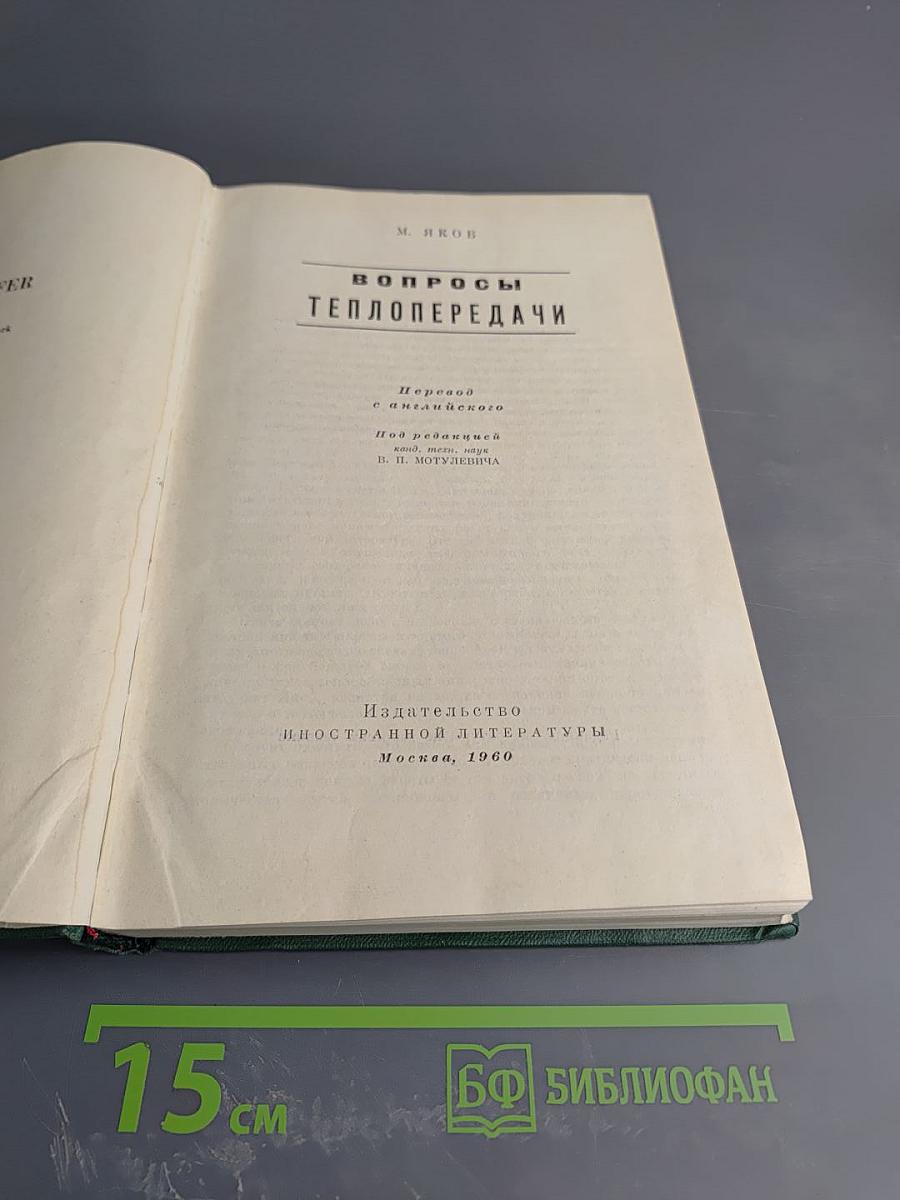 М. ЯКОВ
ВОПРОСЫ
ТЕПЛОПЕРЕДАЧИ
Перевод
с английского
Под редакцией
канд. техн. наук
В. П. МОТУЛЕВИЧА
Издательство
ИНОСТРАННОЙ ЛИТЕРАТУРЫ
Москва, 1960
15 см
БФ БИБЛИОФАН